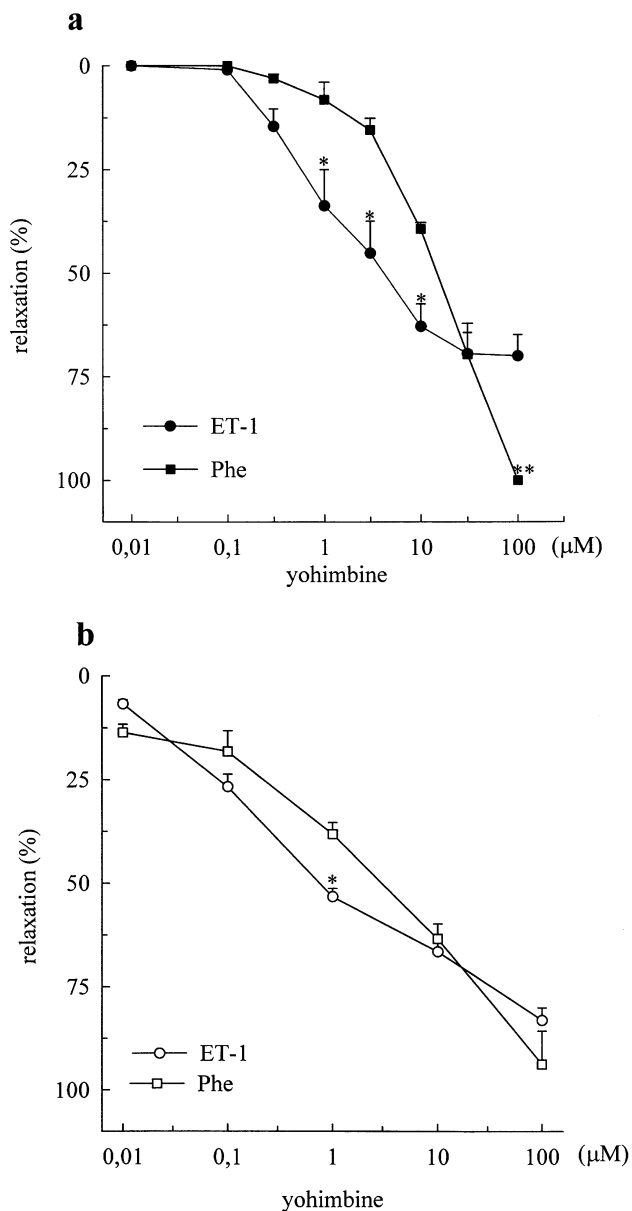 a
0
25
50
75
100
relaxation (%)
*
*
*
**
ET-1
Phe
0,01 0,1 1 10 100 (μM)
yohimbine
b
0
25
50
75
100
relaxation (%)
*
ET-1
Phe
0,01 0,1 1 10 100 (μM)
yohimbine